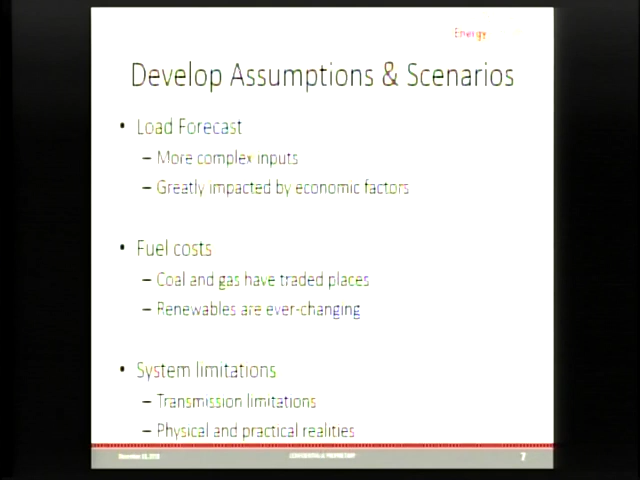 Energy
Develop Assumptions & Scenarios
• Load Forecast
– More complex inputs
– Greatly impacted by economic factors
• Fuel costs
– Coal and gas have traded places
– Renewables are ever-changing
• System limitations
– Transmission limitations
– Physical and practical realities
7